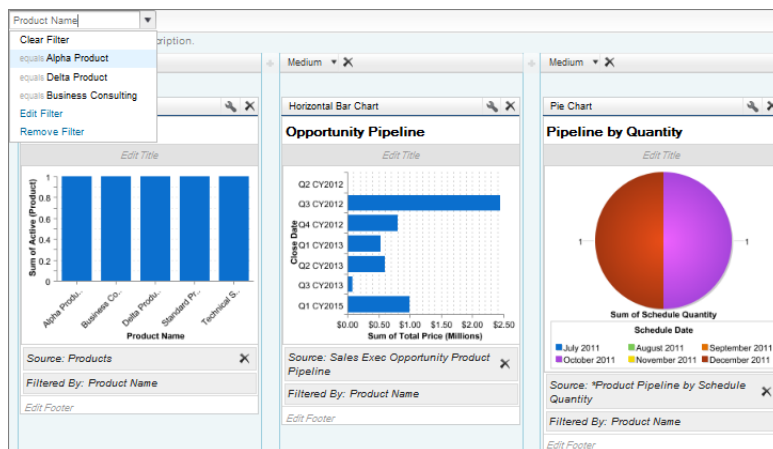 Product Name
Clear Filter
equals Alpha Product
equals Delta Product
equals Business Consulting
Edit Filter
Remove Filter
cription.
Medium
Medium
Horizontal Bar Chart
Pie Chart
Opportunity Pipeline
Pipeline by Quantity
Edit Title
Edit Title
Edit Title
Sum of Active (Product)
1
0.8
0.6
0.4
0.2
0
Alpha Produ..
Business Co..
Delta Produ..
Standard Pr..
Technical S..
Product Name
Source: Products
Filtered By: Product Name
Edit Footer
Close Date
Q2 CY2012
Q3 CY2012
Q4 CY2012
Q1 CY2013
Q2 CY2013
Q3 CY2013
Q1 CY2015
$0.00 $0.50 $1.00 $1.50 $2.00 $2.50
Sum of Total Price (Millions)
Source: Sales Exec Opportunity Product
Pipeline
Filtered By: Product Name
Edit Footer
1
1
Sum of Schedule Quantity
Schedule Date
July 2011 August 2011 September 2011
October 2011 November 2011 December 2011
Source: *Product Pipeline by Schedule
Quantity
Filtered By: Product Name
Edit Footer